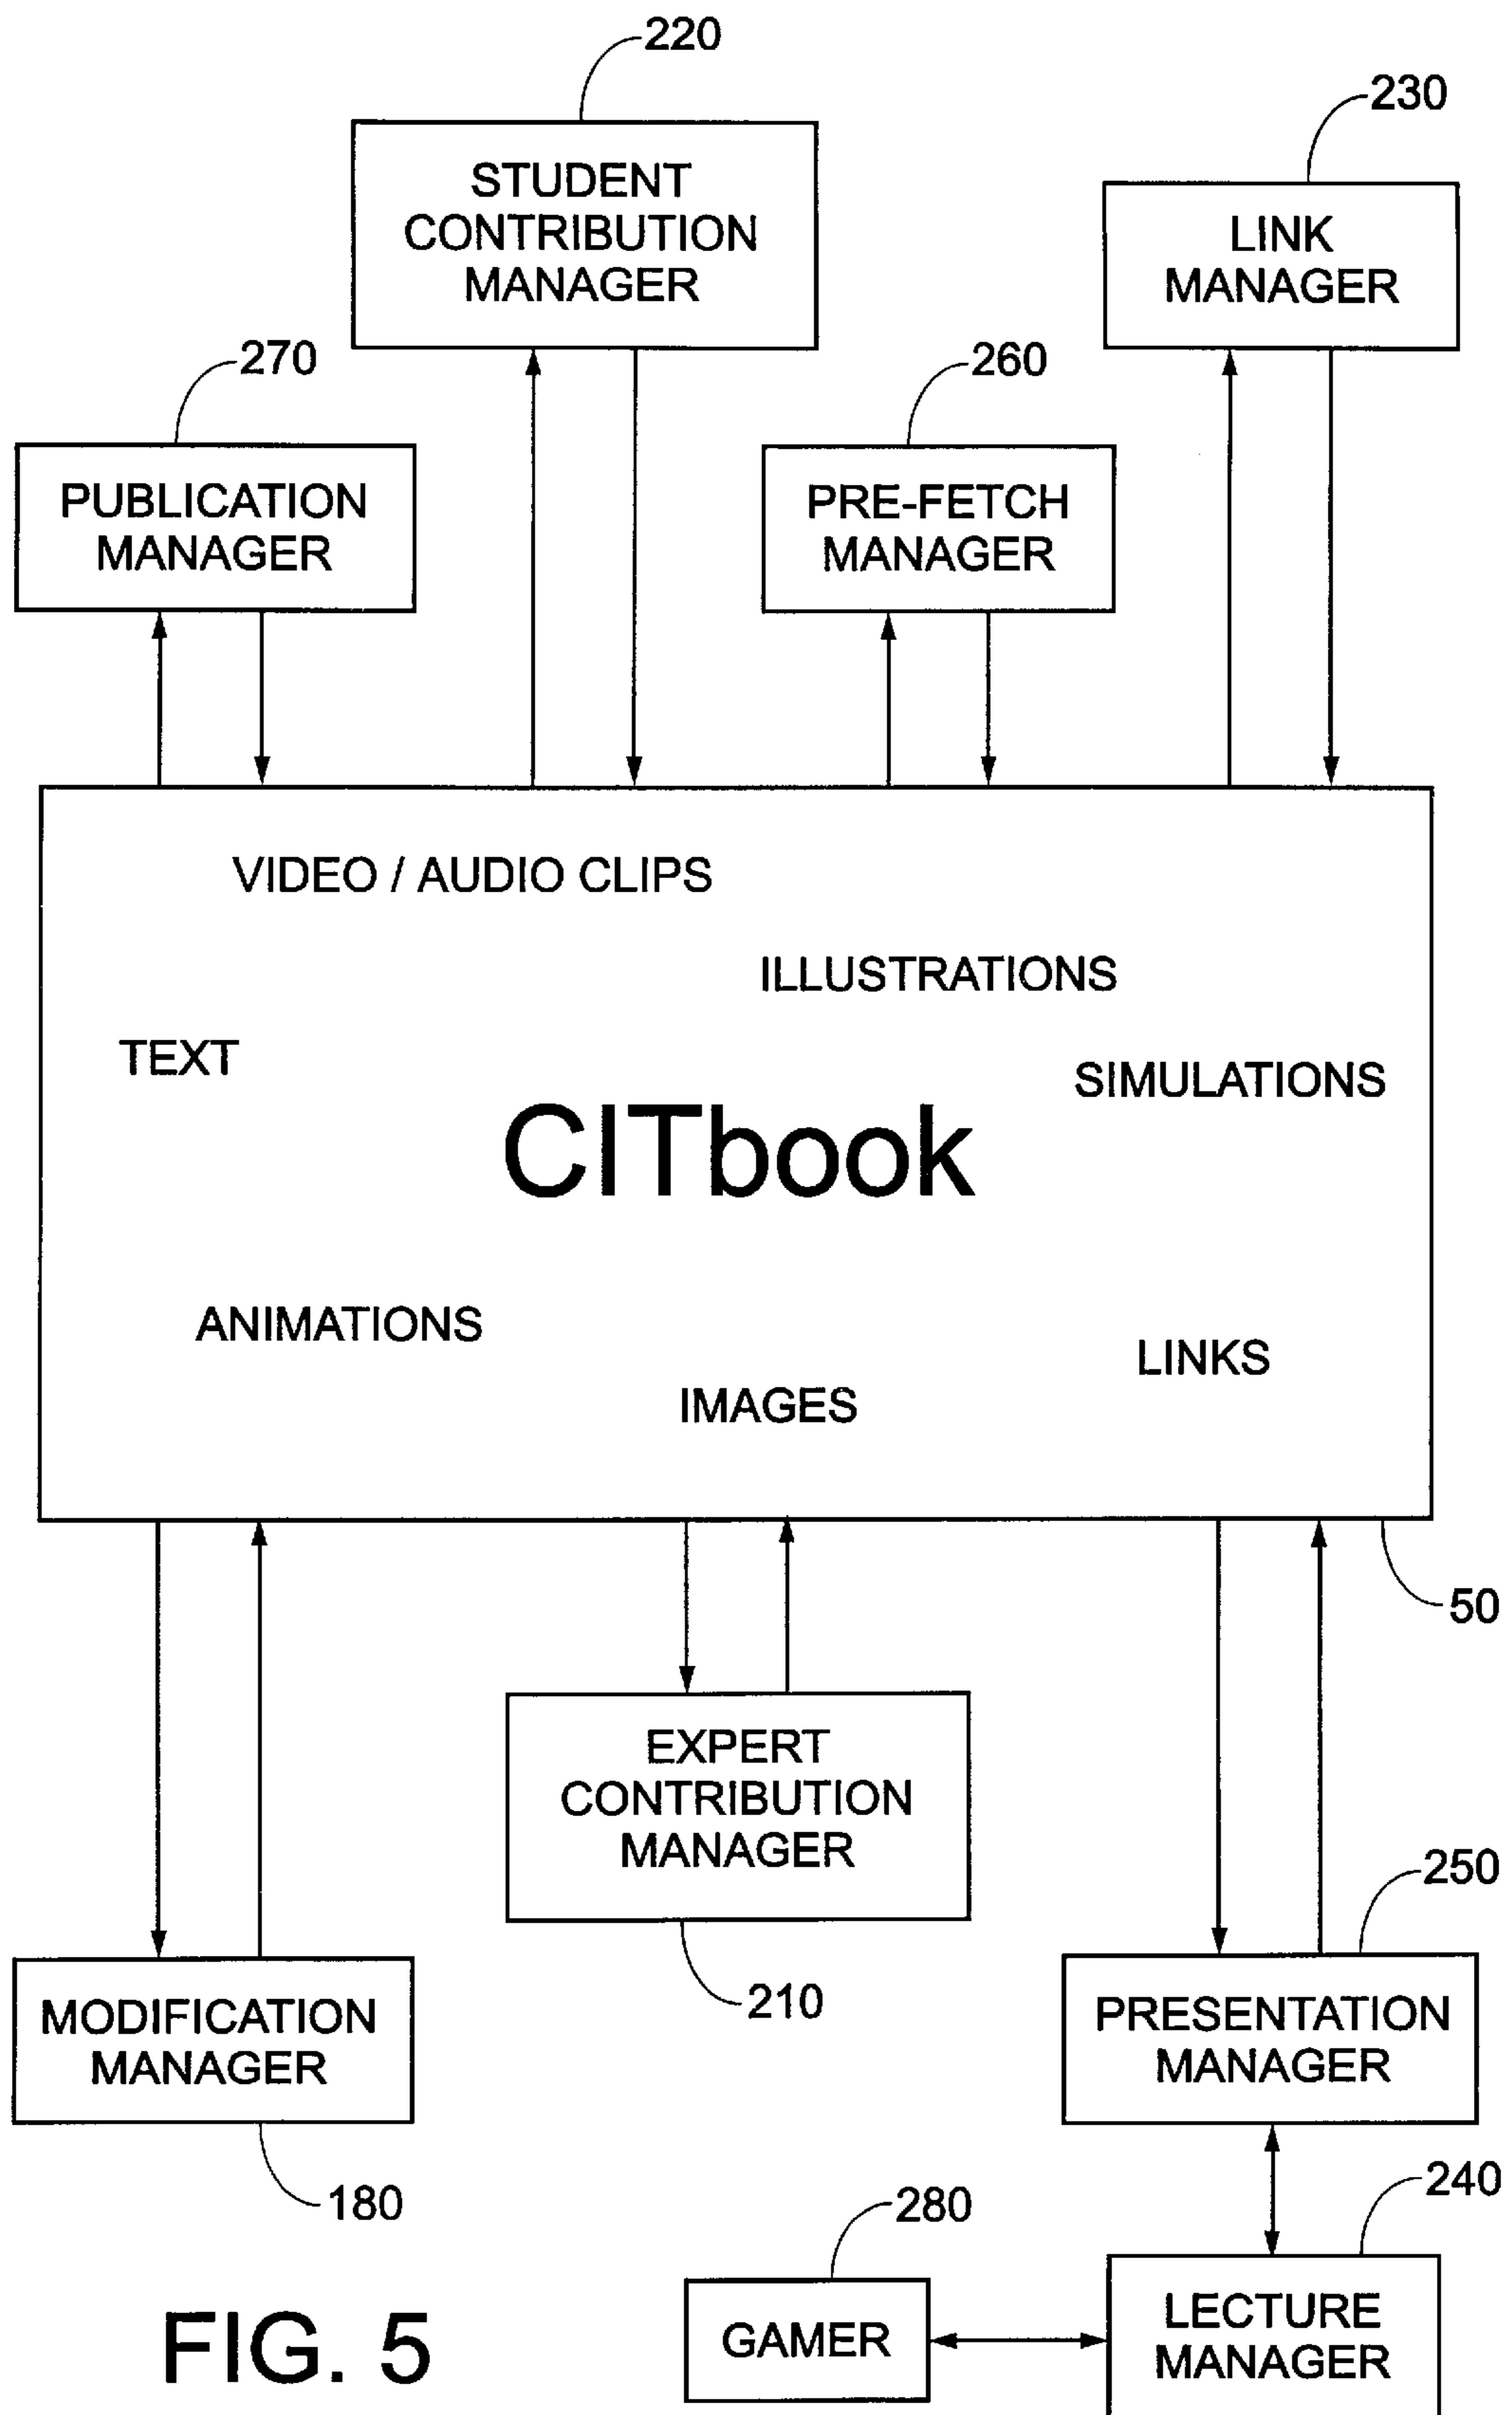 220
230
STUDENT
CONTRIBUTION
MANAGER
LINK
MANAGER
270
260
PUBLICATION
MANAGER
PRE-FETCH
MANAGER
VIDEO / AUDIO CLIPS
ILLUSTRATIONS
TEXT
SIMULATIONS
CITbook
ANIMATIONS
LINKS
IMAGES
50
EXPERT
CONTRIBUTION
MANAGER
250
210
MODIFICATION
MANAGER
PRESENTATION
MANAGER
180
240
280
GAMER
LECTURE
MANAGER
FIG. 5